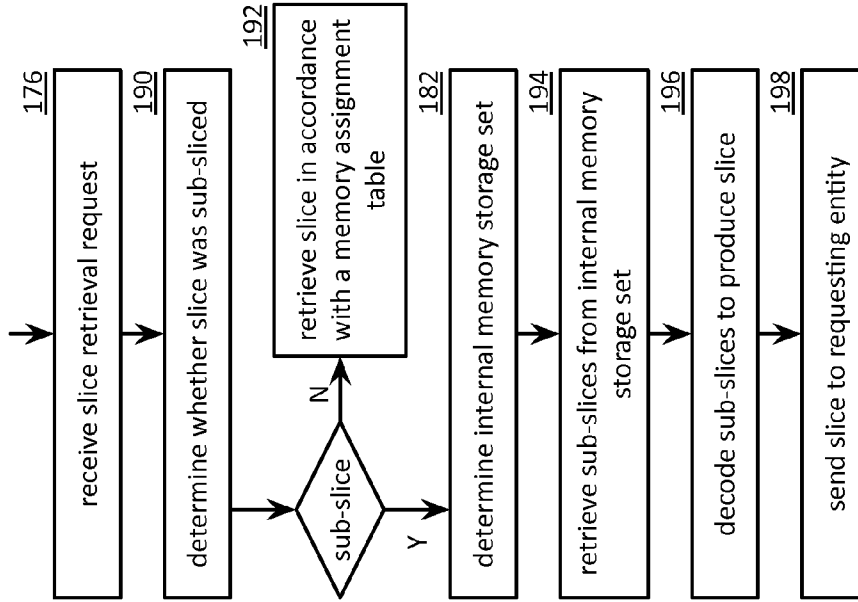 176
receive slice retrieval request
190
determine whether slice was sub-sliced
192
retrieve slice in accordance
with a memory assignment
table
sub-slice
N
Y
182
determine internal memory storage set
194
retrieve sub-slices from internal memory
storage set
196
decode sub-slices to produce slice
198
send slice to requesting entity